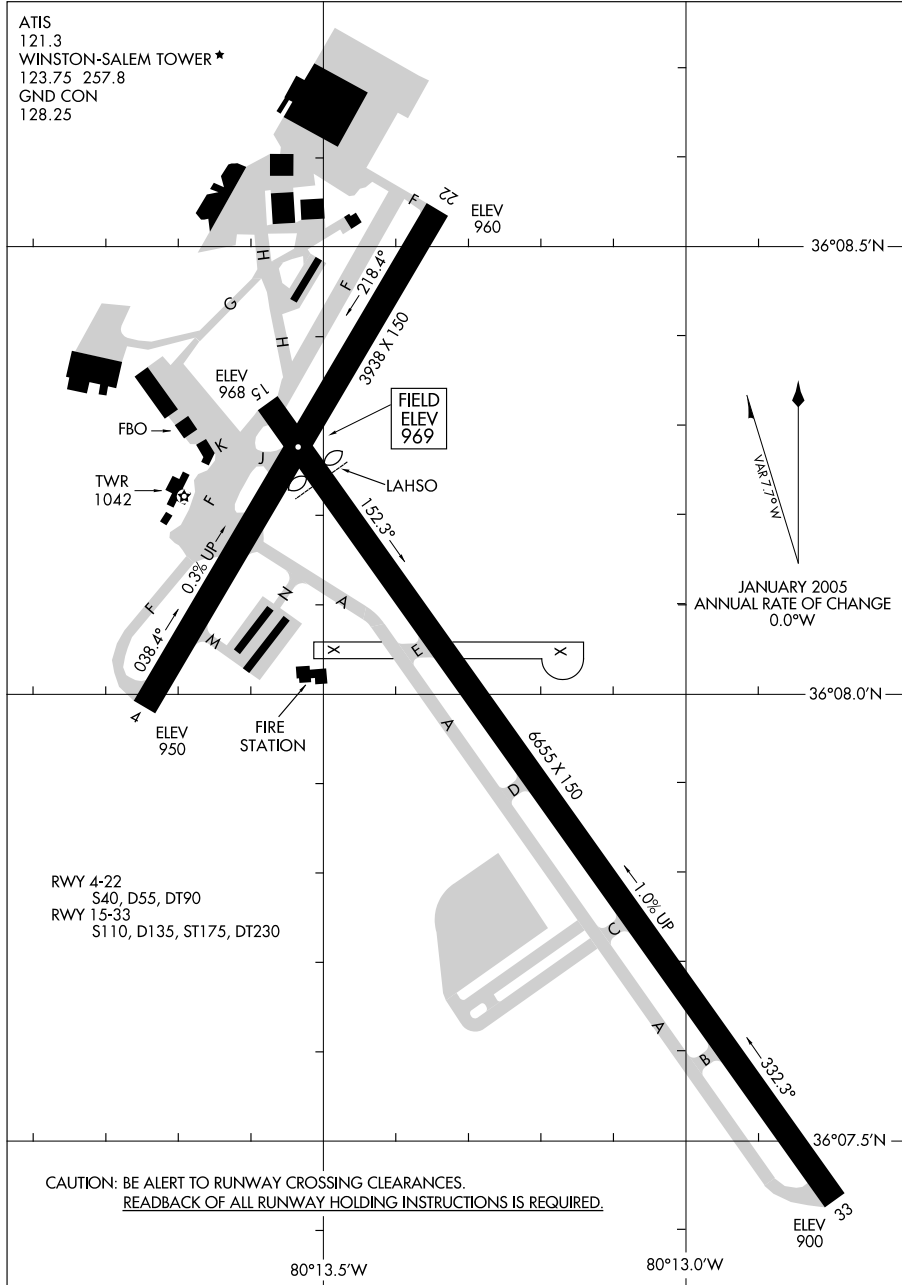 ATIS
121.3
WINSTON-SALEM TOWER ★
123.75 257.8
GND CON
128.25
22
F
ELEV
960
36°08.5'N
H
218.4°
F
G
3938 X 150
H
ELEV
968
15
FIELD
ELEV
969
FBO
K
J
LAHSO
TWR
1042
F
152.3°
VAR 7.7° W
0.3% UP
JANUARY 2005
ANNUAL RATE OF CHANGE
0.0°W
N
A
F
038.4°
M
X
E
X
36°08.0'N
4
ELEV
950
FIRE
STATION
A
6655 X 150
D
RWY 4-22
S40, D55, DT90
RWY 15-33
S110, D135, ST175, DT230
1.0% UP
C
A
B
332.3°
36°07.5'N
CAUTION: BE ALERT TO RUNWAY CROSSING CLEARANCES.
READBACK OF ALL RUNWAY HOLDING INSTRUCTIONS IS REQUIRED.
33
ELEV
900
80°13.5'W
80°13.0'W